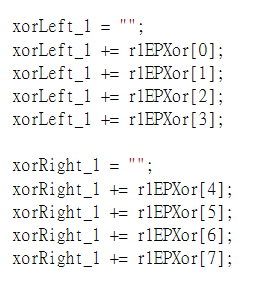 xorLeft_1 = "";
xorLeft_1 += r1EPXor[0];
xorLeft_1 += r1EPXor[1];
xorLeft_1 += r1EPXor[2];
xorLeft_1 += r1EPXor[3];

xorRight_1 = "";
xorRight_1 += r1EPXor[4];
xorRight_1 += r1EPXor[5];
xorRight_1 += r1EPXor[6];
xorRight_1 += r1EPXor[7];